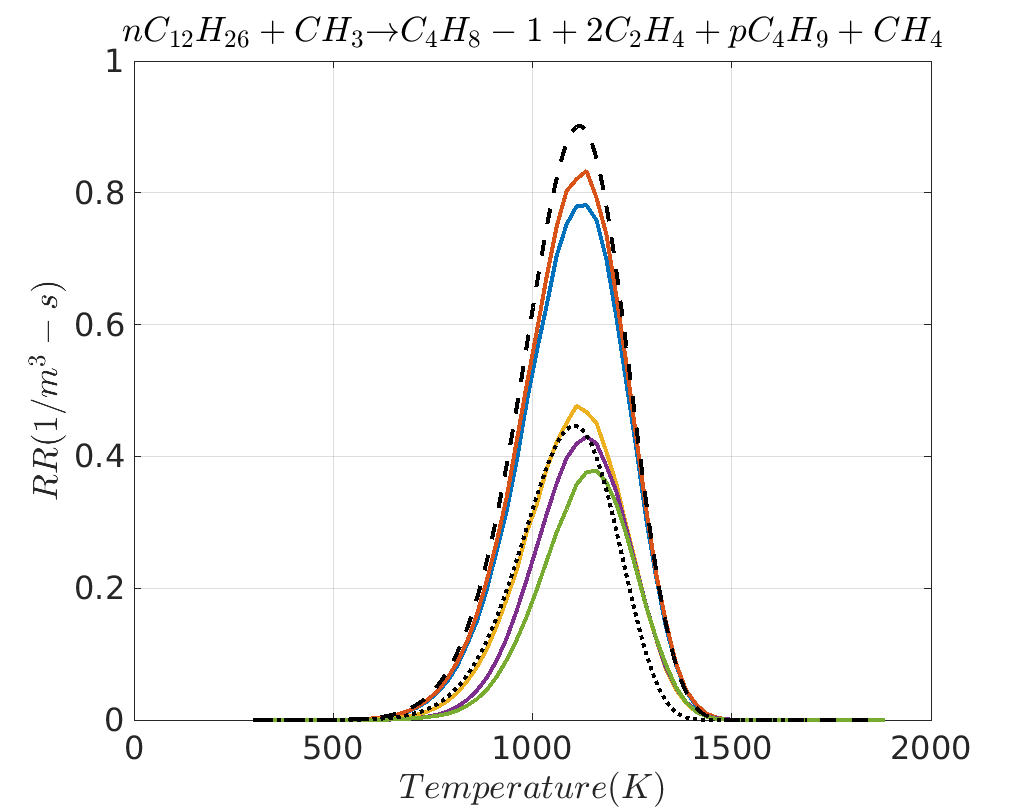 nC₁₂H₂₆ + CH₃→C₄H₈ − 1 + 2C₂H₄ + pC₄H₉ + CH₄
1
0.8
0.6
0.4
0.2
0
RR(1/m³ − s)
0 500 1000 1500 2000
Temperature(K)